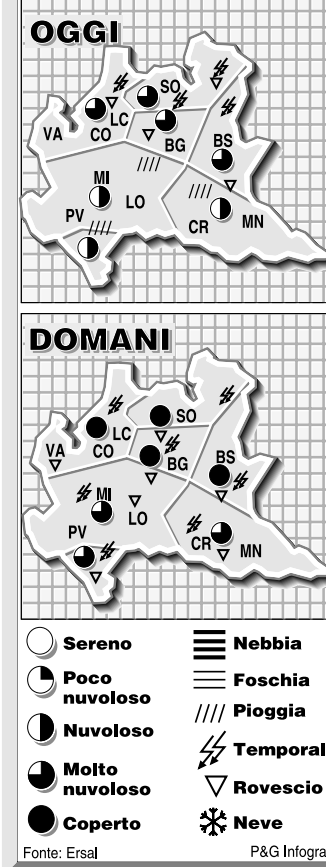 OGGI
SO
LC
VA
CO
BG
BS
MI
LO
PV
CR
MN
DOMANI
SO
LC
VA
CO
BG
BS
MI
LO
PV
CR
MN
Sereno
Poco
nuvoloso
Nuvoloso
Molto
nuvoloso
Coperto
Nebbia
Foschia
Pioggia
Temporal
Rovescio
Neve
Fonte: Ersal
P&G Infogra